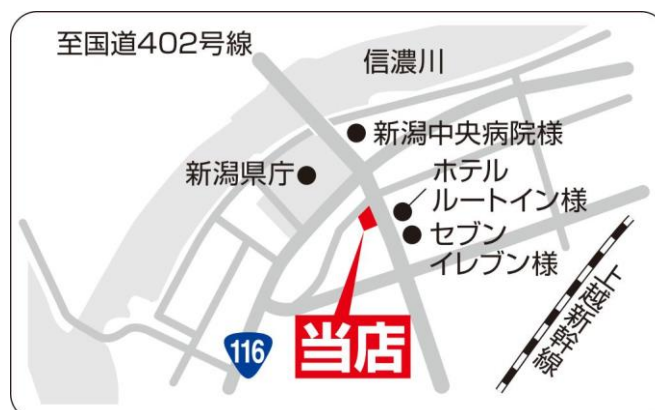 至国道402号線
信濃川
新潟中央病院様
新潟県庁
ホテル
ルートイン様
セブン
イレブン様
上越新幹線
116
当店